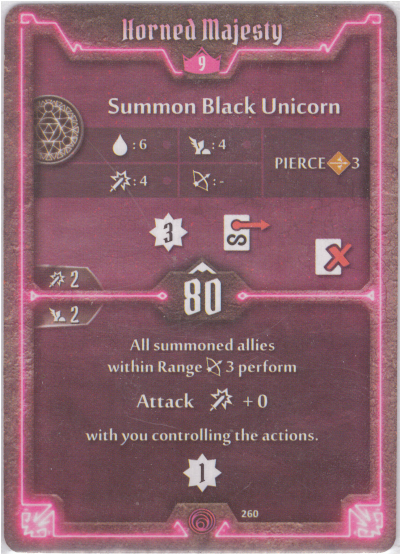 Horned Majesty
9
Summon Black Unicorn
: 6 : 4
PIERCE 3
: 4 : -
3 S
2
80
2
All summoned allies
within Range 3 perform
Attack + 0
with you controlling the actions.
1
260